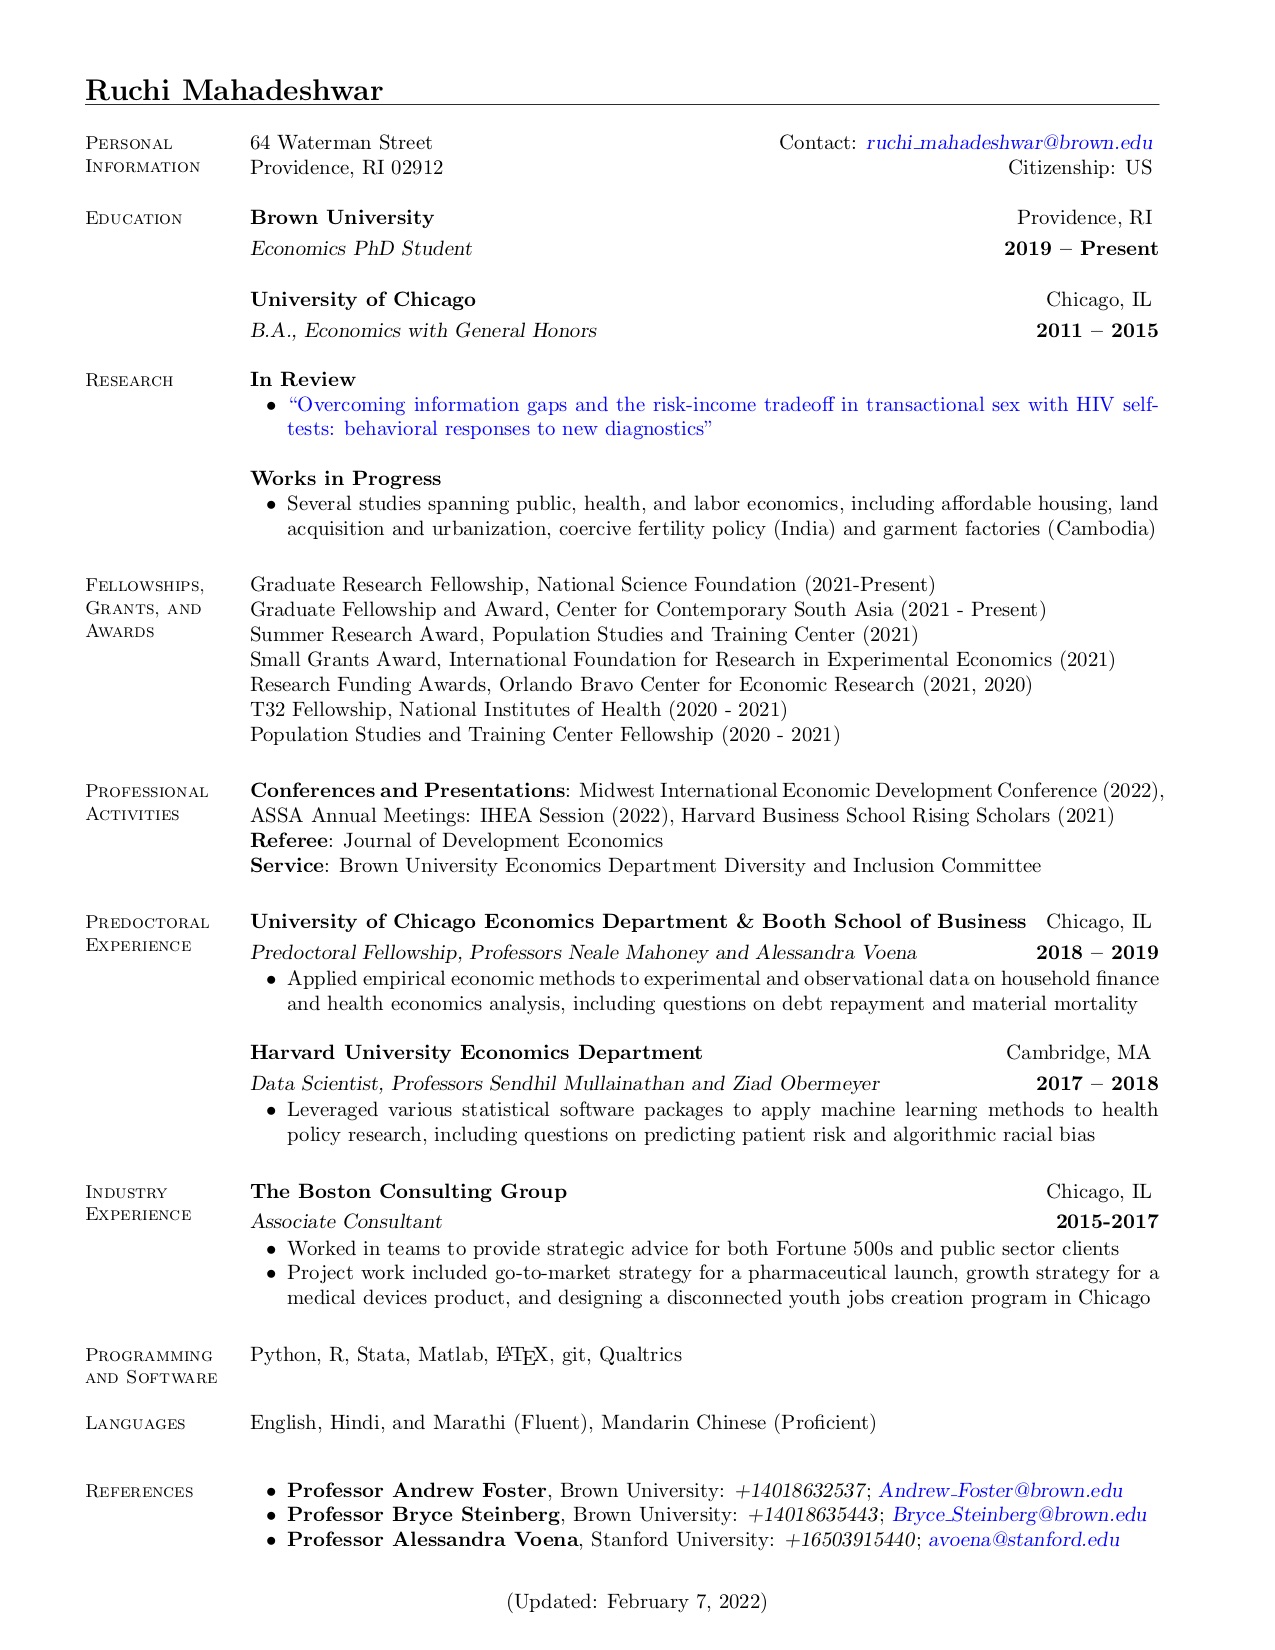 Ruchi Mahadeshwar
Personal Information
64 Waterman Street
Providence, RI 02912
Contact: ruchi_mahadeshwar@brown.edu
Citizenship: US
Education
Brown University Providence, RI
Economics PhD Student 2019 – Present
University of Chicago Chicago, IL
B.A., Economics with General Honors 2011 – 2015
Research
In Review
• “Overcoming information gaps and the risk-income tradeoff in transactional sex with HIV self-
tests: behavioral responses to new diagnostics”
Works in Progress
• Several studies spanning public, health, and labor economics, including affordable housing, land
acquisition and urbanization, coercive fertility policy (India) and garment factories (Cambodia)
Fellowships,
Grants, and
Awards
Graduate Research Fellowship, National Science Foundation (2021-Present)
Graduate Fellowship and Award, Center for Contemporary South Asia (2021 - Present)
Summer Research Award, Population Studies and Training Center (2021)
Small Grants Award, International Foundation for Research in Experimental Economics (2021)
Research Funding Awards, Orlando Bravo Center for Economic Research (2021, 2020)
T32 Fellowship, National Institutes of Health (2020 - 2021)
Population Studies and Training Center Fellowship (2020 - 2021)
Professional
Activities
Conferences and Presentations: Midwest International Economic Development Conference (2022),
ASSA Annual Meetings: IHEA Session (2022), Harvard Business School Rising Scholars (2021)
Referee: Journal of Development Economics
Service: Brown University Economics Department Diversity and Inclusion Committee
Predoctoral
Experience
University of Chicago Economics Department & Booth School of Business Chicago, IL
Predoctoral Fellowship, Professors Neale Mahoney and Alessandra Voena 2018 – 2019
• Applied empirical economic methods to experimental and observational data on household finance
and health economics analysis, including questions on debt repayment and material mortality
Harvard University Economics Department Cambridge, MA
Data Scientist, Professors Sendhil Mullainathan and Ziad Obermeyer 2017 – 2018
• Leveraged various statistical software packages to apply machine learning methods to health
policy research, including questions on predicting patient risk and algorithmic racial bias
Industry
Experience
The Boston Consulting Group Chicago, IL
Associate Consultant 2015-2017
• Worked in teams to provide strategic advice for both Fortune 500s and public sector clients
• Project work included go-to-market strategy for a pharmaceutical launch, growth strategy for a
medical devices product, and designing a disconnected youth jobs creation program in Chicago
Programming
and Software
Python, R, Stata, Matlab, LATEX, git, Qualtrics
Languages
English, Hindi, and Marathi (Fluent), Mandarin Chinese (Proficient)
References
• Professor Andrew Foster, Brown University: +14018632537; Andrew_Foster@brown.edu
• Professor Bryce Steinberg, Brown University: +14018635443; Bryce_Steinberg@brown.edu
• Professor Alessandra Voena, Stanford University: +16503915440; avoena@stanford.edu
(Updated: February 7, 2022)